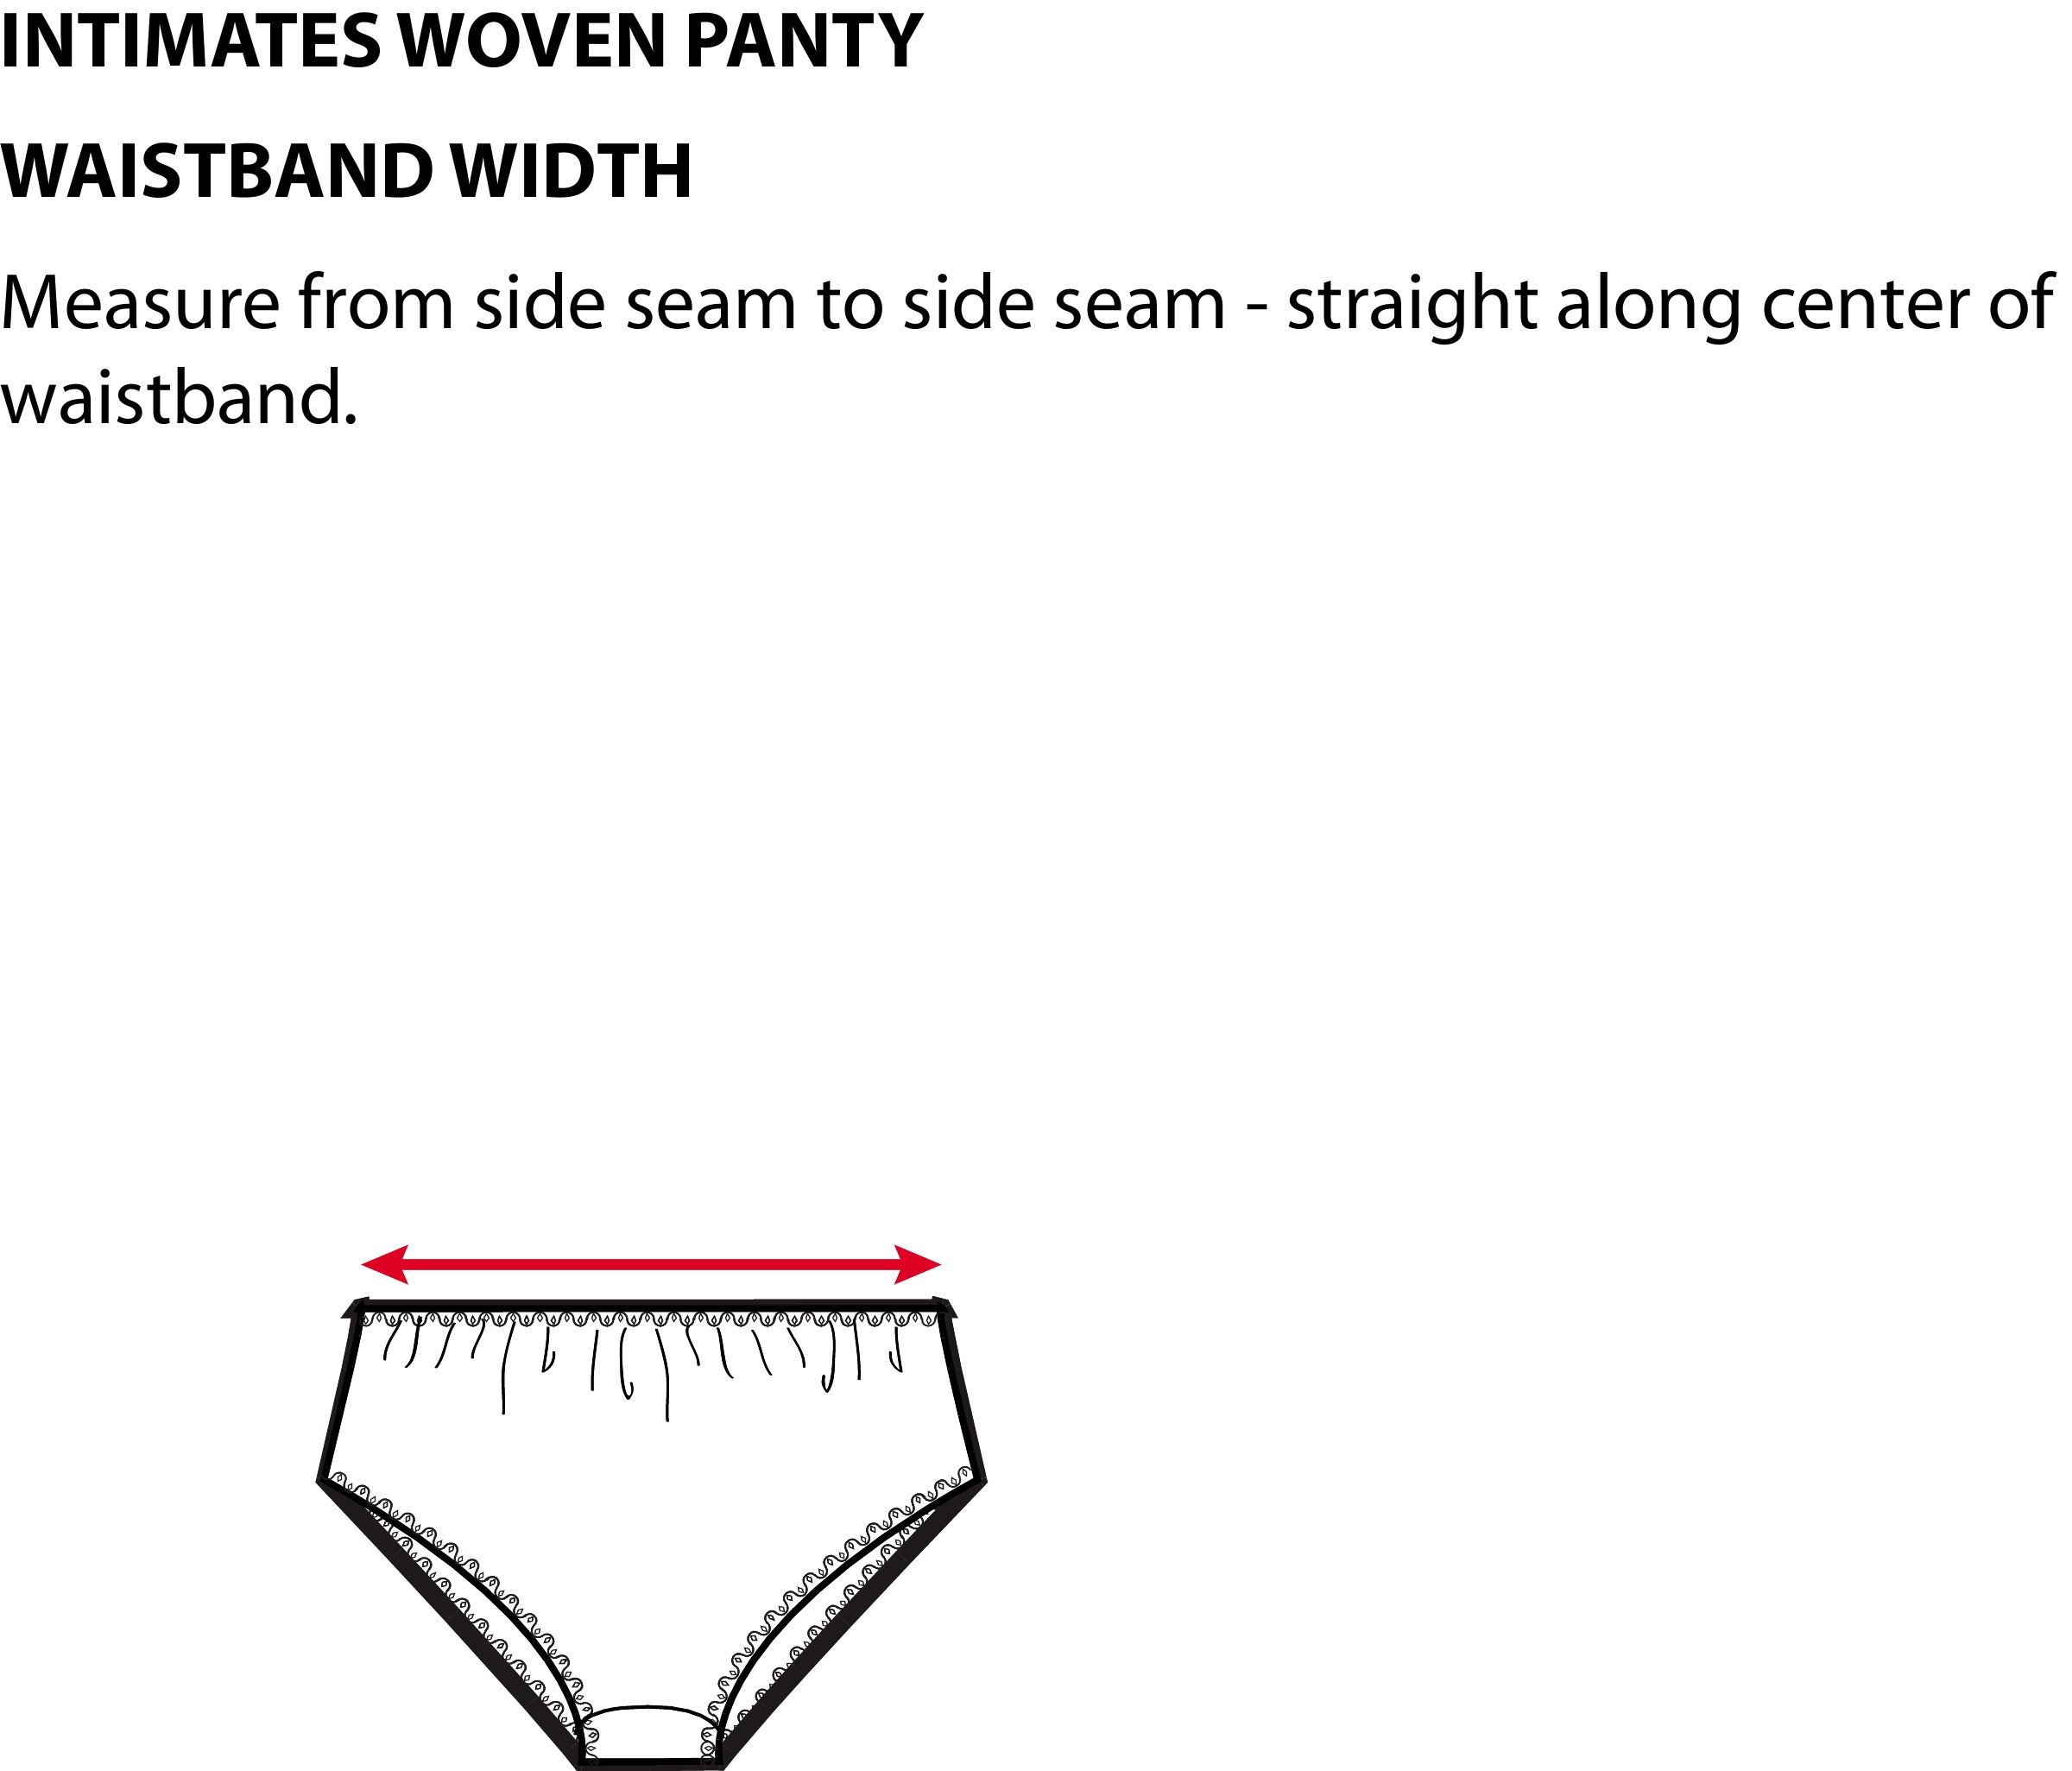 INTIMATES WOVEN PANTY
WAISTBAND WIDTH
Measure from side seam to side seam - straight along center of
waistband.